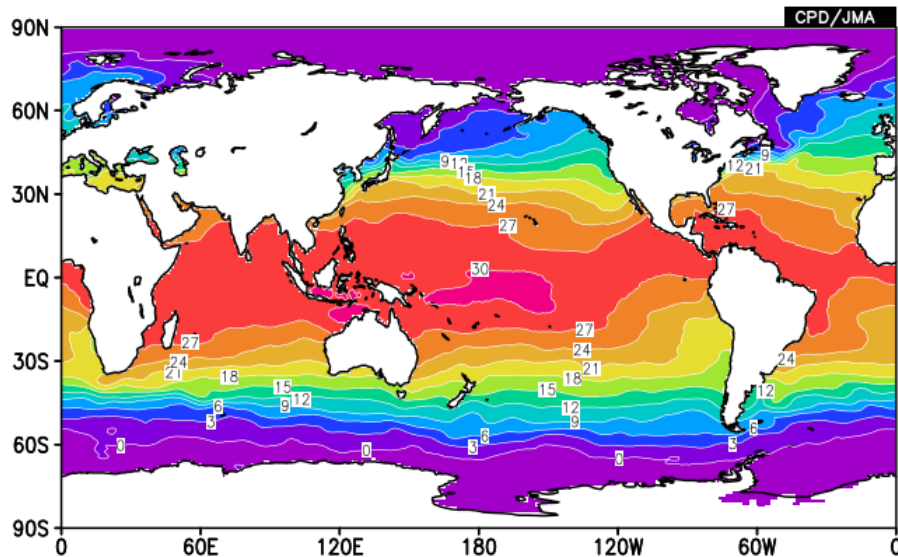 CPD/JMA
90N
60N
9 12 9
15 12 21
18
30N
21
24 27
27
30
EQ
27 27
24 24 24
30S
21 18 21
15 18
12 15 12
6 9 12
3 9 6
6
60S
0 0 3 0 3
90S
0 60E 120E 180 120W 60W 0